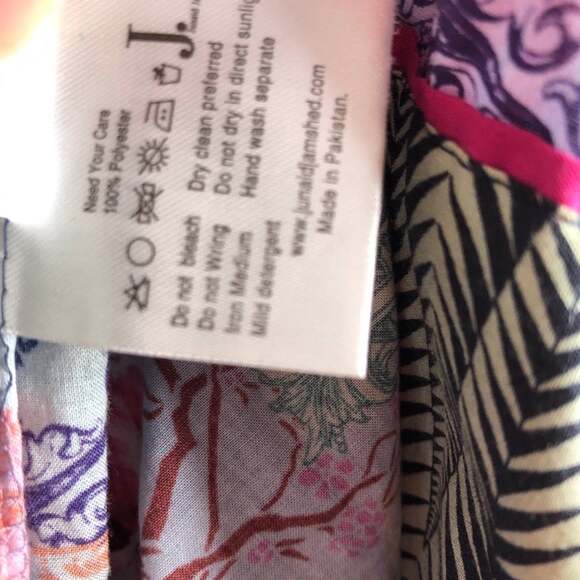 J.
Need Your Care
100% Polyester
Do not bleach
Do not Wring
Iron Medium
Mild detergent
Dry clean preferred
Do not dry in direct sunlig
Hand wash separate
www.junaidjamshed.com
Made in Pakistan.